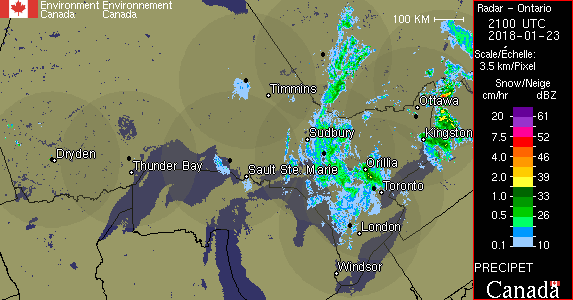 Environment Environnement
Canada Canada
100 KM
Timmins
Ottawa
Sudbury
Kingston
Dryden
Thunder Bay
Sault Ste. Marie
Orillia
Toronto
London
Windsor
Radar - Ontario
2100 UTC
2018-01-23
Scale/Échelle:
3.5 km/Pixel
Snow/Neige
cm/hr dBZ
20 61
7.5 52
4.0 46
2.0 39
1.0 33
0.5 26
0.1 10
PRECIPET
Canada